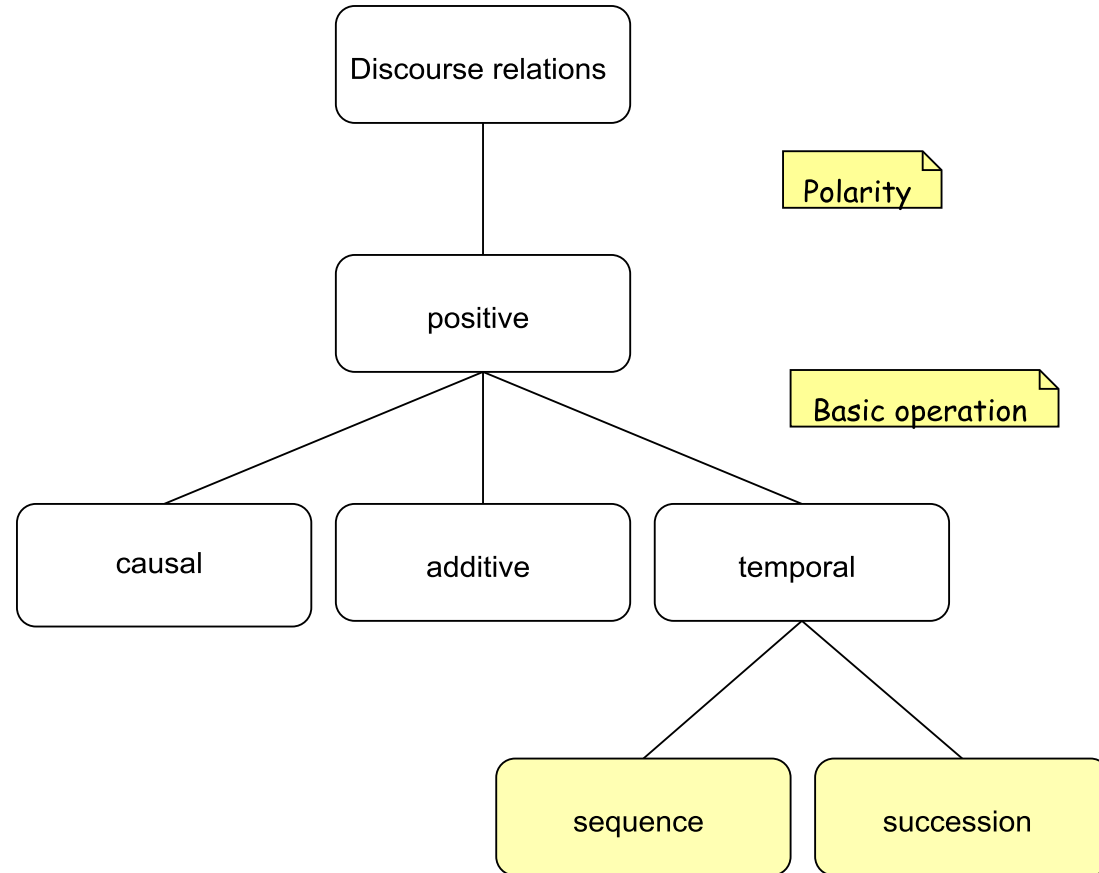 Discourse relations
Polarity
positive
Basic operation
causal
additive
temporal
sequence
succession